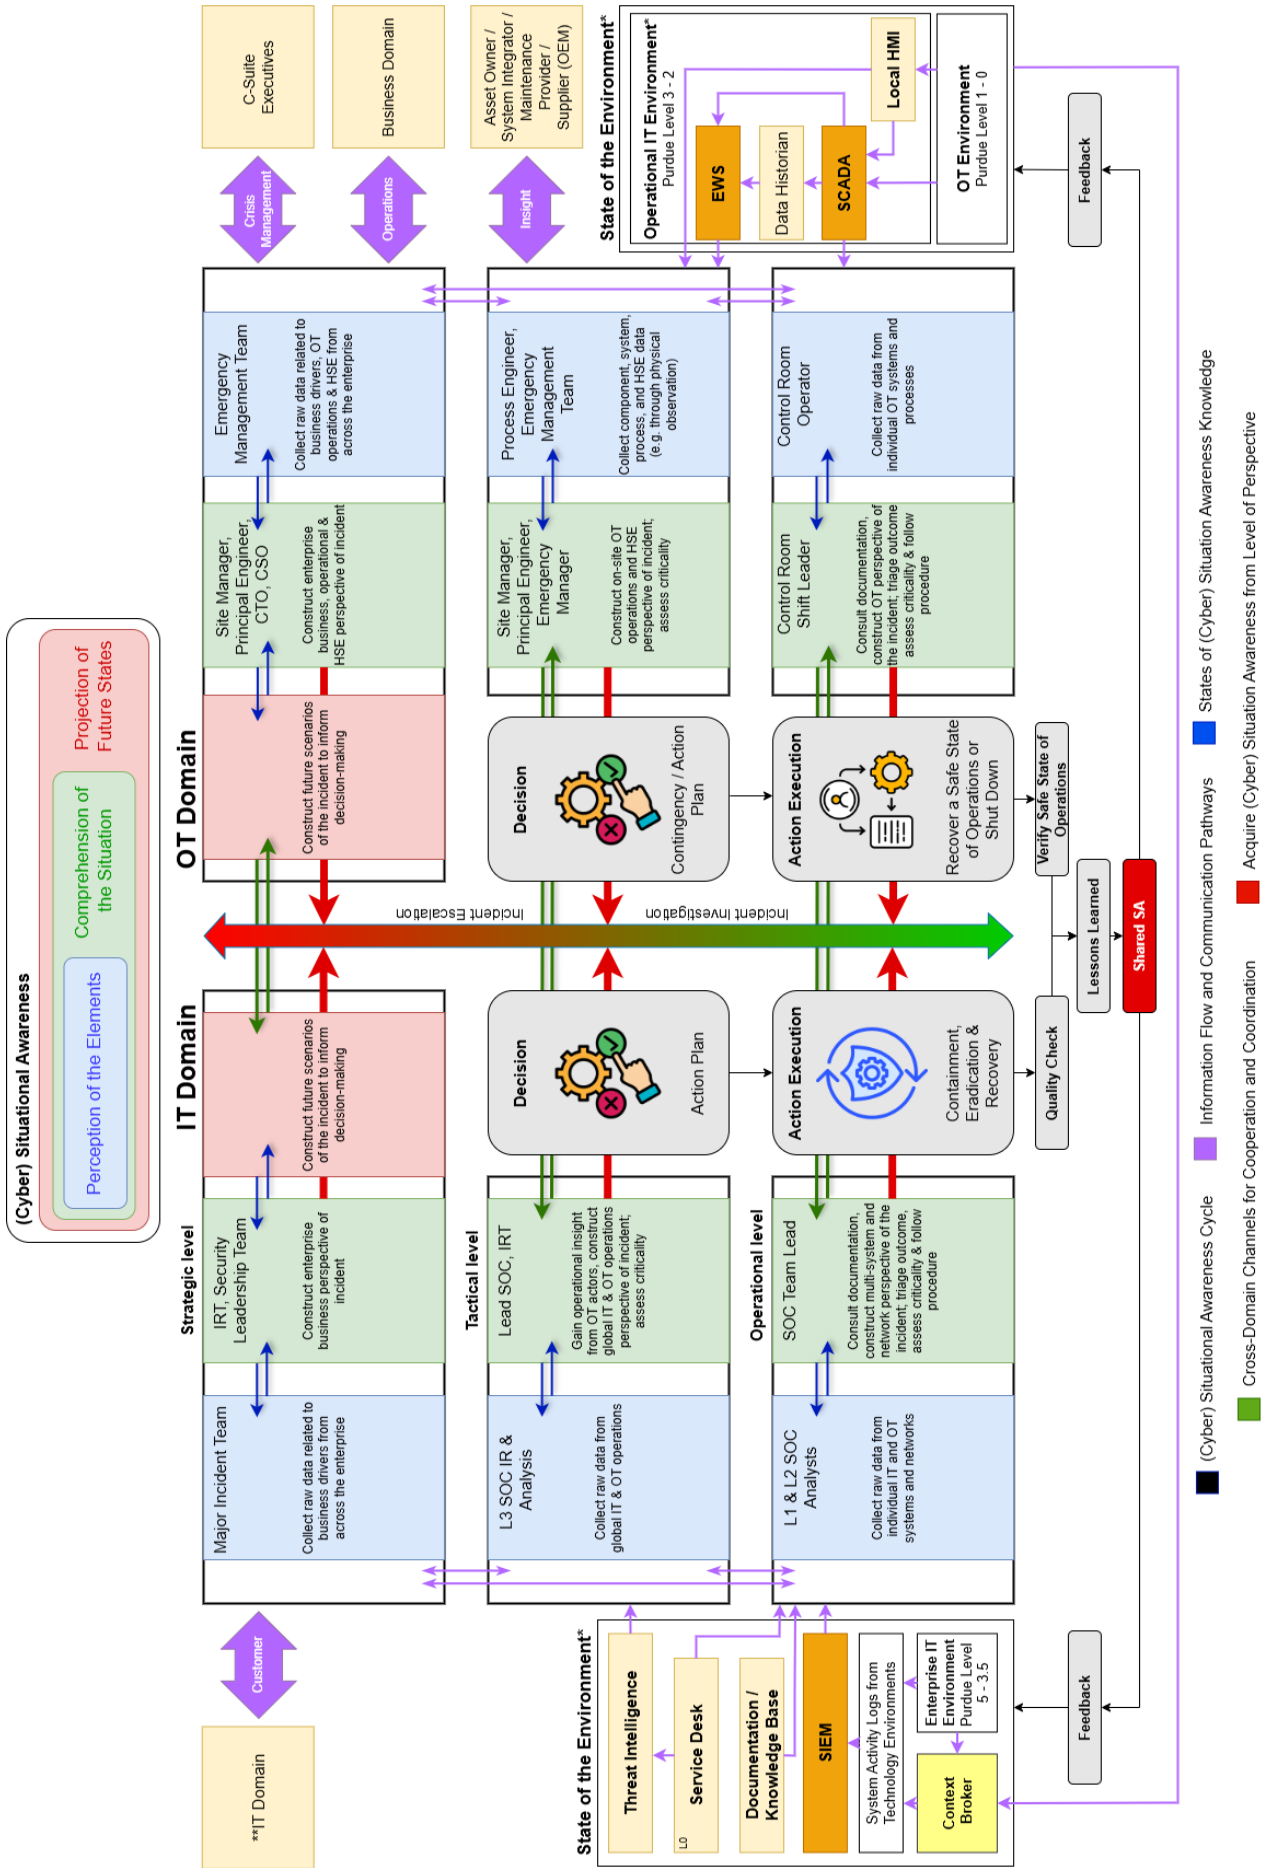 (Cyber) Situational Awareness
Perception of the Elements
Comprehension of
the Situation
Projection of
Future States
IT Domain
OT Domain
**IT Domain
Customer
Strategic level
Major Incident Team
Collect raw data related to
business drivers from
across the enterprise
IRT, Security
Leadership Team
Construct enterprise
business perspective of
incident
Construct future scenarios
of the incident to inform
decision-making
Construct future scenarios
of the incident to inform
decision-making
Site Manager,
Principal Engineer,
CTO, CSO
Construct enterprise
business, operational &
HSE perspective of incident
Emergency
Management Team
Collect raw data related to
business drivers, OT
operations & HSE from
across the enterprise
Crisis
Management
C-Suite
Executives
Operations
Business Domain
Insight
Asset Owner /
System Integrator /
Maintenance
Provider /
Supplier (OEM)
Incident Escalation
Incident Investigation
Tactical level
L3 SOC IR &
Analysis
Collect raw data from
global IT & OT operations
Lead SOC, IRT
Gain operational insight
from OT actors, construct
global IT & OT operations
perspective of incident;
assess criticality
Decision
Action Plan
Decision
Contingency / Action
Plan
Site Manager,
Principal Engineer,
Emergency
Manager
Construct on-site OT
operations and HSE
perspective of incident;
assess criticality
Process Engineer,
Emergency
Management
Team
Collect component, system,
process, and HSE data
(e.g. through physical
observation)
Operational level
L1 & L2 SOC
Analysts
Collect raw data from
individual IT and OT
systems and networks
SOC Team Lead
Consult documentation,
construct multi-system and
network perspective of the
incident; triage outcome,
assess criticality & follow
procedure
Action Execution
Containment,
Eradication &
Recovery
Action Execution
Recover a Safe State
of Operations or
Shut Down
Control Room
Shift Leader
Consult documentation,
construct OT perspective of
the incident; triage outcome
assess criticality & follow
procedure
Control Room
Operator
Collect raw data from
individual OT systems and
processes
State of the Environment*
Threat Intelligence
Service Desk
L0
Documentation /
Knowledge Base
SIEM
System Activity Logs from
Technology Environments
Context
Broker
Enterprise IT
Environment
Purdue Level
5 - 3.5
State of the Environment*
Operational IT Environment*
Purdue Level 3 - 2
EWS
Data Historian
SCADA
Local HMI
OT Environment
Purdue Level 1 - 0
Quality Check
Verify Safe State of
Operations
Lessons Learned
Shared SA
Feedback
Feedback
(Cyber) Situational Awareness Cycle
Information Flow and Communication Pathways
States of (Cyber) Situation Awareness Knowledge
Cross-Domain Channels for Cooperation and Coordination
Acquire (Cyber) Situation Awareness from Level of Perspective